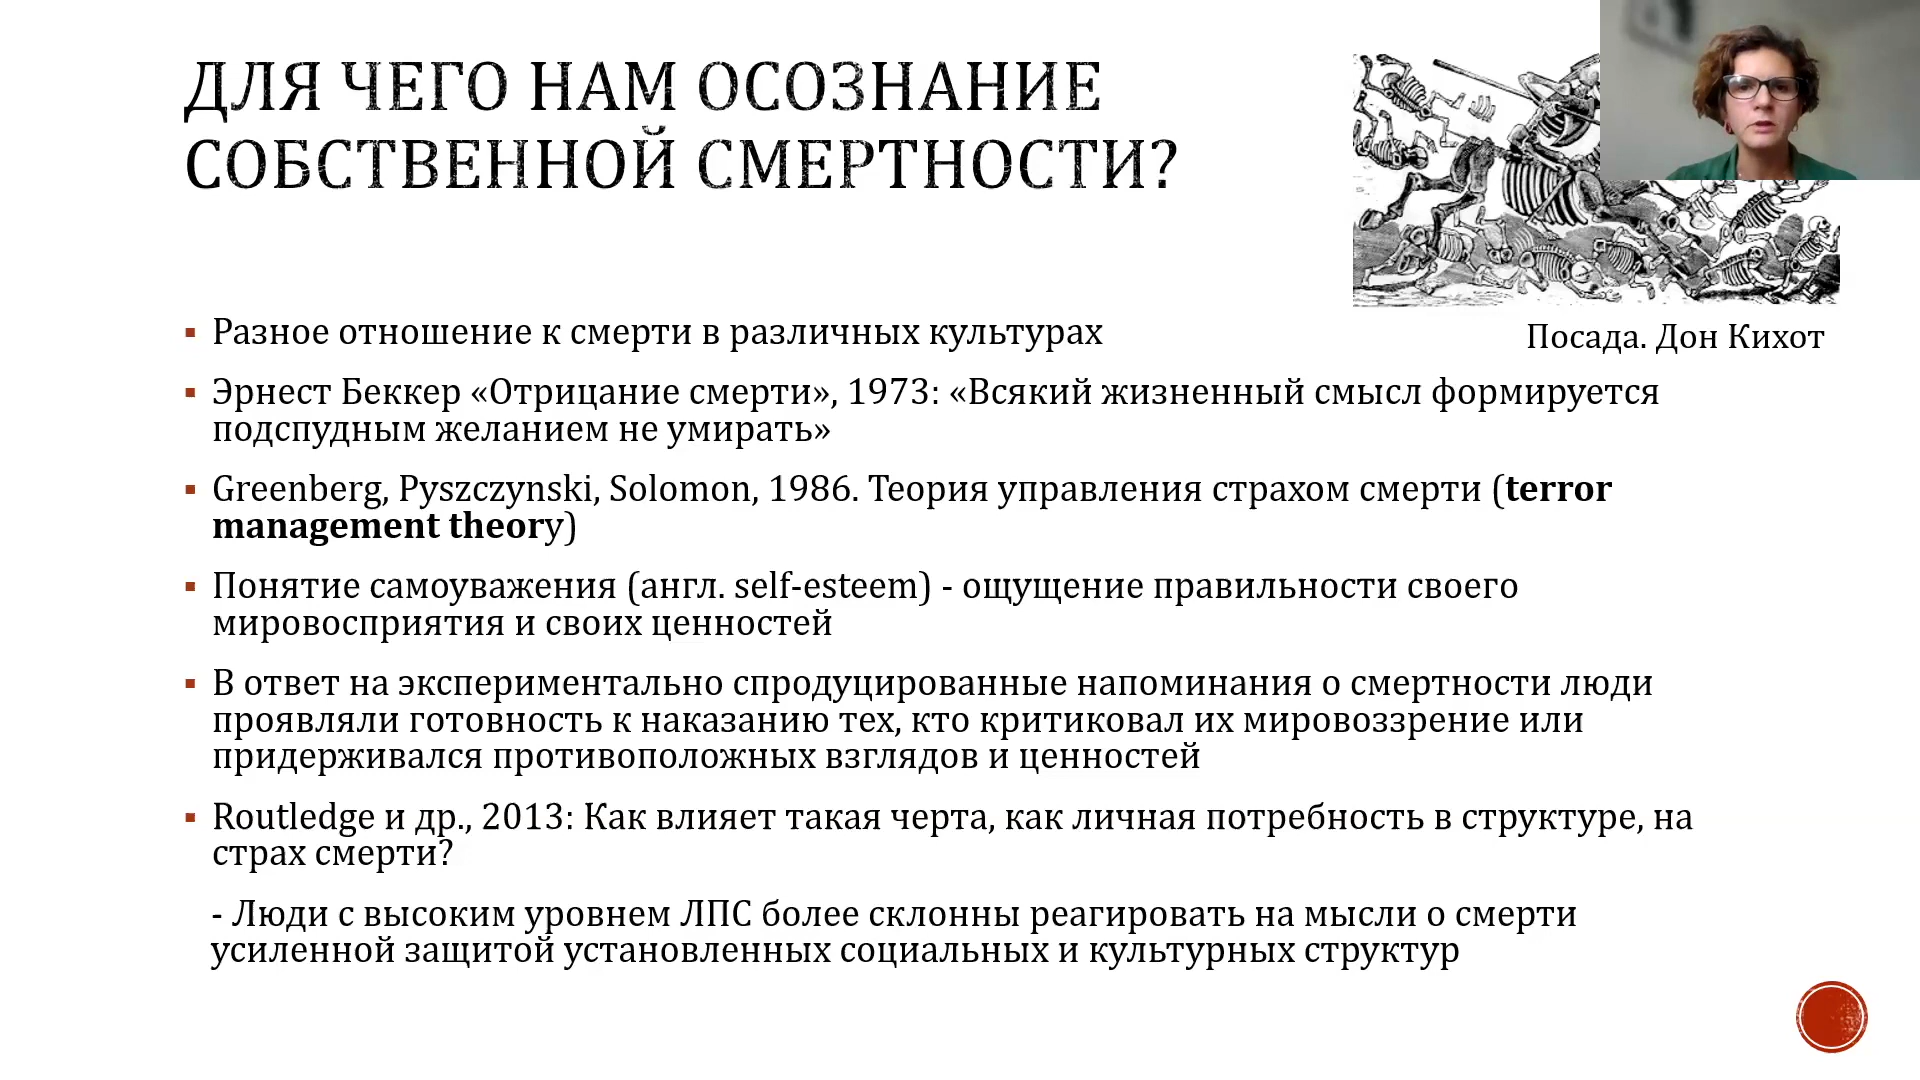 ДЛЯ ЧЕГО НАМ ОСОЗНАНИЕ
СОБСТВЕННОЙ СМЕРТНОСТИ?
Посада. Дон Кихот
▪ Разное отношение к смерти в различных культурах
▪ Эрнест Беккер «Отрицание смерти», 1973: «Всякий жизненный смысл формируется
подспудным желанием не умирать»
▪ Greenberg, Pyszczynski, Solomon, 1986. Теория управления страхом смерти (terror
management theory)
▪ Понятие самоуважения (англ. self-esteem) - ощущение правильности своего
мировосприятия и своих ценностей
▪ В ответ на экспериментально спродуцированные напоминания о смертности люди
проявляли готовность к наказанию тех, кто критиковал их мировоззрение или
придерживался противоположных взглядов и ценностей
▪ Routledge и др., 2013: Как влияет такая черта, как личная потребность в структуре, на
страх смерти?
- Люди с высоким уровнем ЛПС более склонны реагировать на мысли о смерти
усиленной защитой установленных социальных и культурных структур